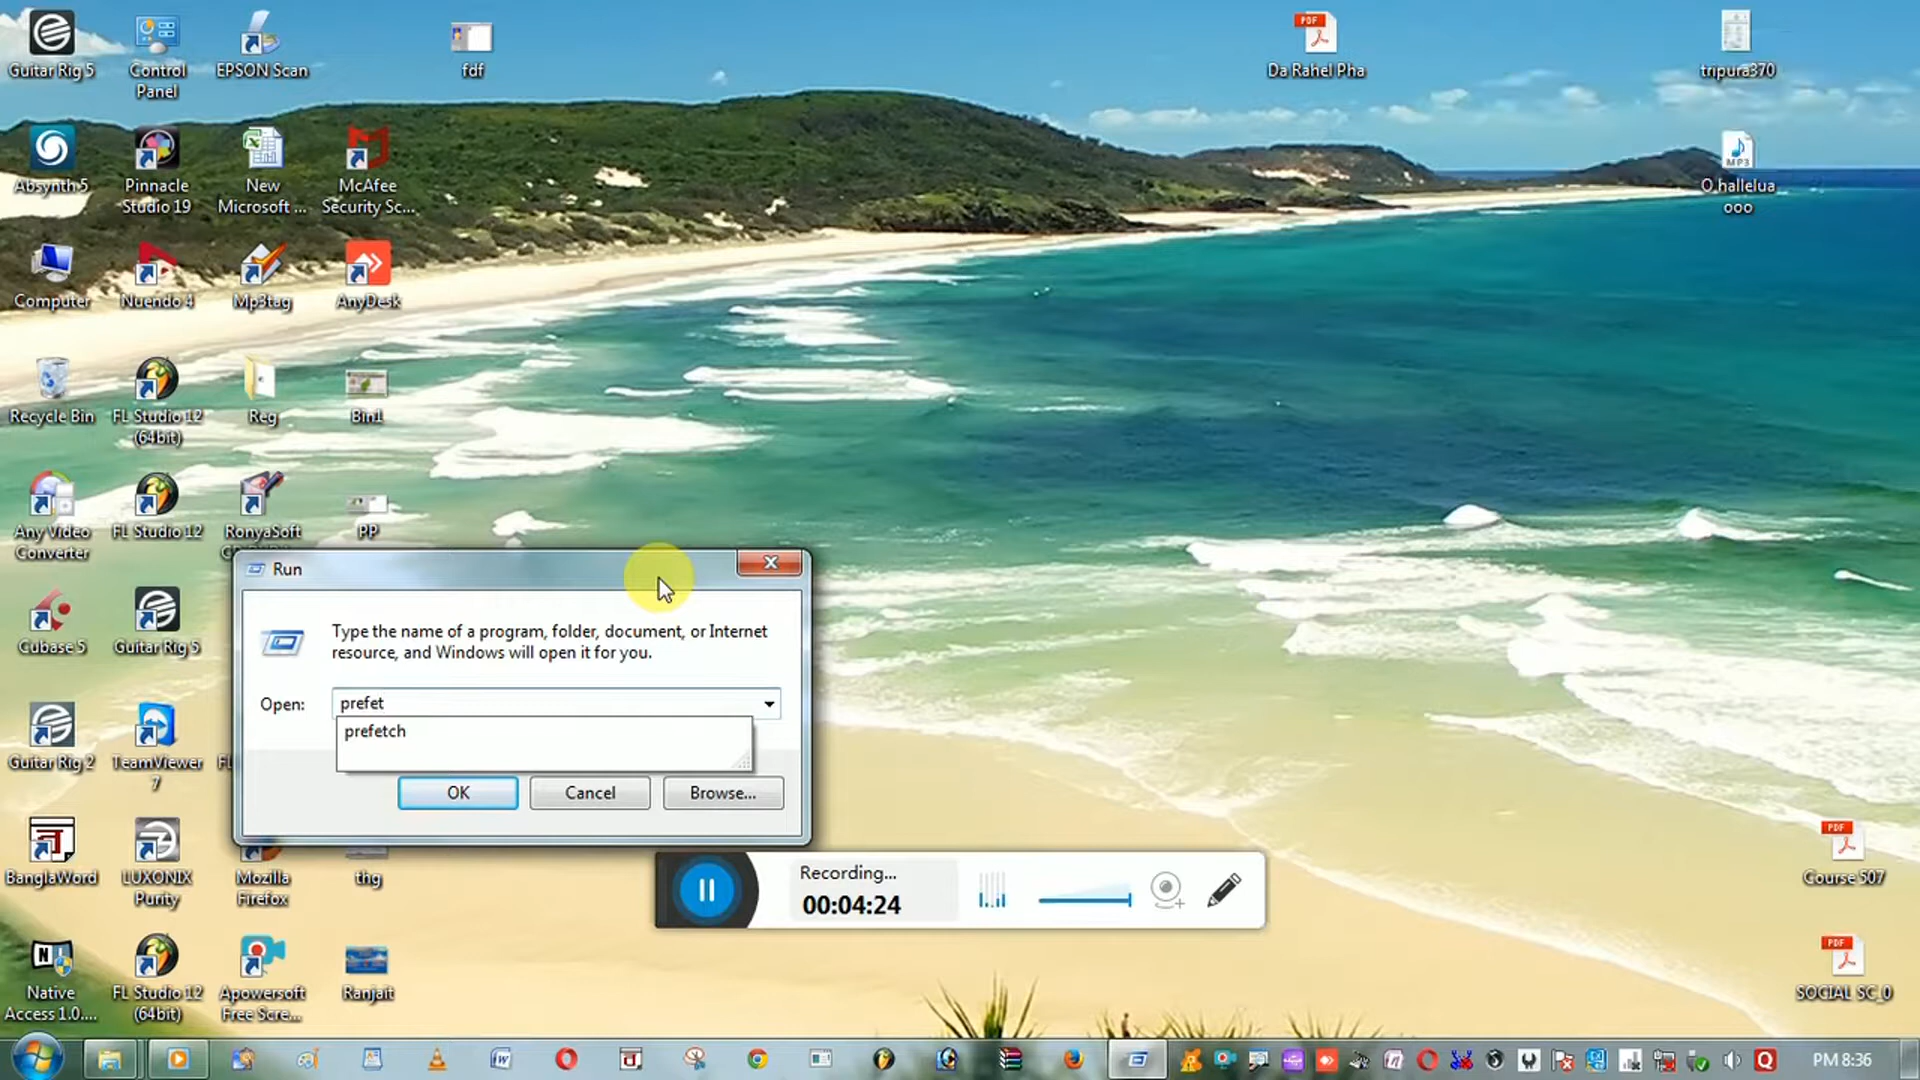 Guitar Rig 5
Control
Panel
EPSON Scan
fdf
Da Rahel Pha
tripura370
Absynth 5
Pinnacle
Studio 19
New
Microsoft ...
McAfee
Security Sc...
O hallelua
ooo
Computer
Nuendo 4
Mp3tag
AnyDesk
Recycle Bin
FL Studio 12
(64bit)
Reg
Bin1
Any Video
Converter
FL Studio 12
RonyaSoft
PP
Run
Type the name of a program, folder, document, or Internet
resource, and Windows will open it for you.
Open: prefet
prefetch
OK Cancel Browse...
Cubase 5
Guitar Rig 5
Guitar Rig 2
TeamViewer
7
BanglaWord
LUXONIX
Purity
Mozilla
Firefox
thg
Recording...
00:04:24
PDF
Course 507
Native
Access 1.0....
FL Studio 12
(64bit)
Apowersoft
Free Scre...
Ranjait
PDF
SOCIAL SC_0
PM 8:36